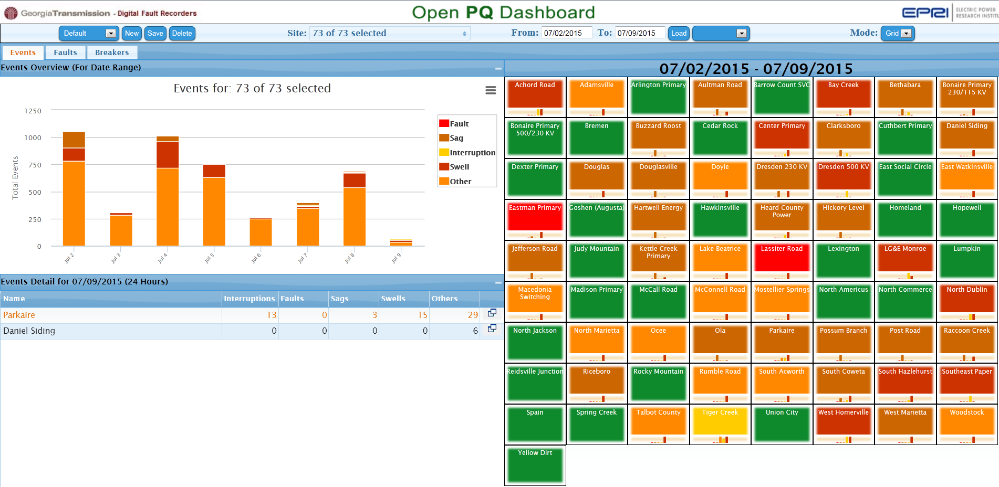 GeorgiaTransmission - Digital Fault Recorders
Open PQ Dashboard
EPRI ELECTRIC POWER
RESEARCH
Default New Save Delete
Site: 73 of 73 selected
From: 07/02/2015 To: 07/09/2015 Load
Mode: Grid
Events Faults Breakers
Events Overview (For Date Range)
07/02/2015 - 07/09/2015
Events for: 73 of 73 selected
Total Events
1250
1000
750
500
250
0
Jul 2 Jul 3 Jul 4 Jul 5 Jul 6 Jul 7 Jul 8 Jul 9
Fault
Sag
Interruption
Swell
Other
Events Detail for 07/09/2015 (24 Hours)
Name Interruptions Faults Sags Swells Others
Parkaire 13 0 3 15 29
Daniel Siding 0 0 0 0 6
Achord Road
Adamsville
Arlington Primary
Aultman Road
Barrow Count SVC
Bay Creek
Bethabara
Bonaire Primary
230/115 KV
Bonaire Primary
500/230 KV
Bremen
Buzzard Roost
Cedar Rock
Center Primary
Clarksboro
Cuthbert Primary
Daniel Siding
Dexter Primary
Douglas
Douglasville
Doyle
Dresden 230 KV
Dresden 500 KV
East Social Circle
East Watkinsville
Eastman Primary
Goshen (Augusta)
Hartwell Energy
Hawkinsville
Heard County
Power
Hickory Level
Homeland
Hopewell
Jefferson Road
Judy Mountain
Kettle Creek
Primary
Lake Beatrice
Lassiter Road
Lexington
LG&E Monroe
Lumpkin
Macedonia
Switching
Madison Primary
McCall Road
McConnell Road
Mostellier Springs
North Americus
North Commerce
North Dublin
North Jackson
North Marietta
Ocee
Ola
Parkaire
Possum Branch
Post Road
Raccoon Creek
Reidsville Junction
Riceboro
Rocky Mountain
Rumble Road
South Acworth
South Coweta
South Hazlehurst
Southeast Paper
Spain
Spring Creek
Talbot County
Tiger Creek
Union City
West Homerville
West Marietta
Woodstock
Yellow Dirt